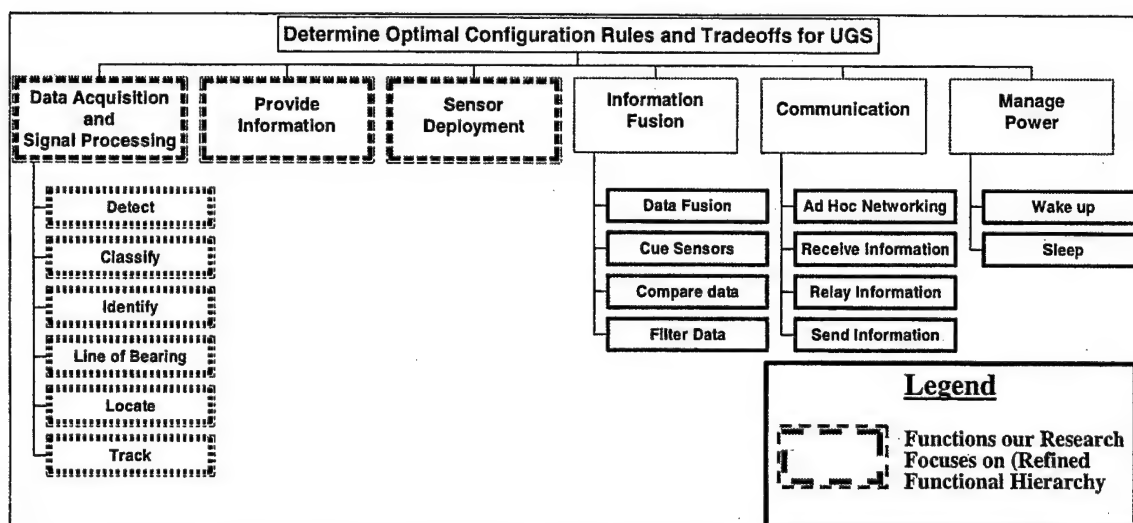 Determine Optimal Configuration Rules and Tradeoffs for UGS
Data Acquisition
and
Signal Processing
Provide
Information
Sensor
Deployment
Information
Fusion
Communication
Manage
Power
Detect
Classify
Identify
Line of Bearing
Locate
Track
Data Fusion
Cue Sensors
Compare data
Filter Data
Ad Hoc Networking
Receive Information
Relay Information
Send Information
Wake up
Sleep
Legend
Functions our Research
Focuses on (Refined
Functional Hierarchy